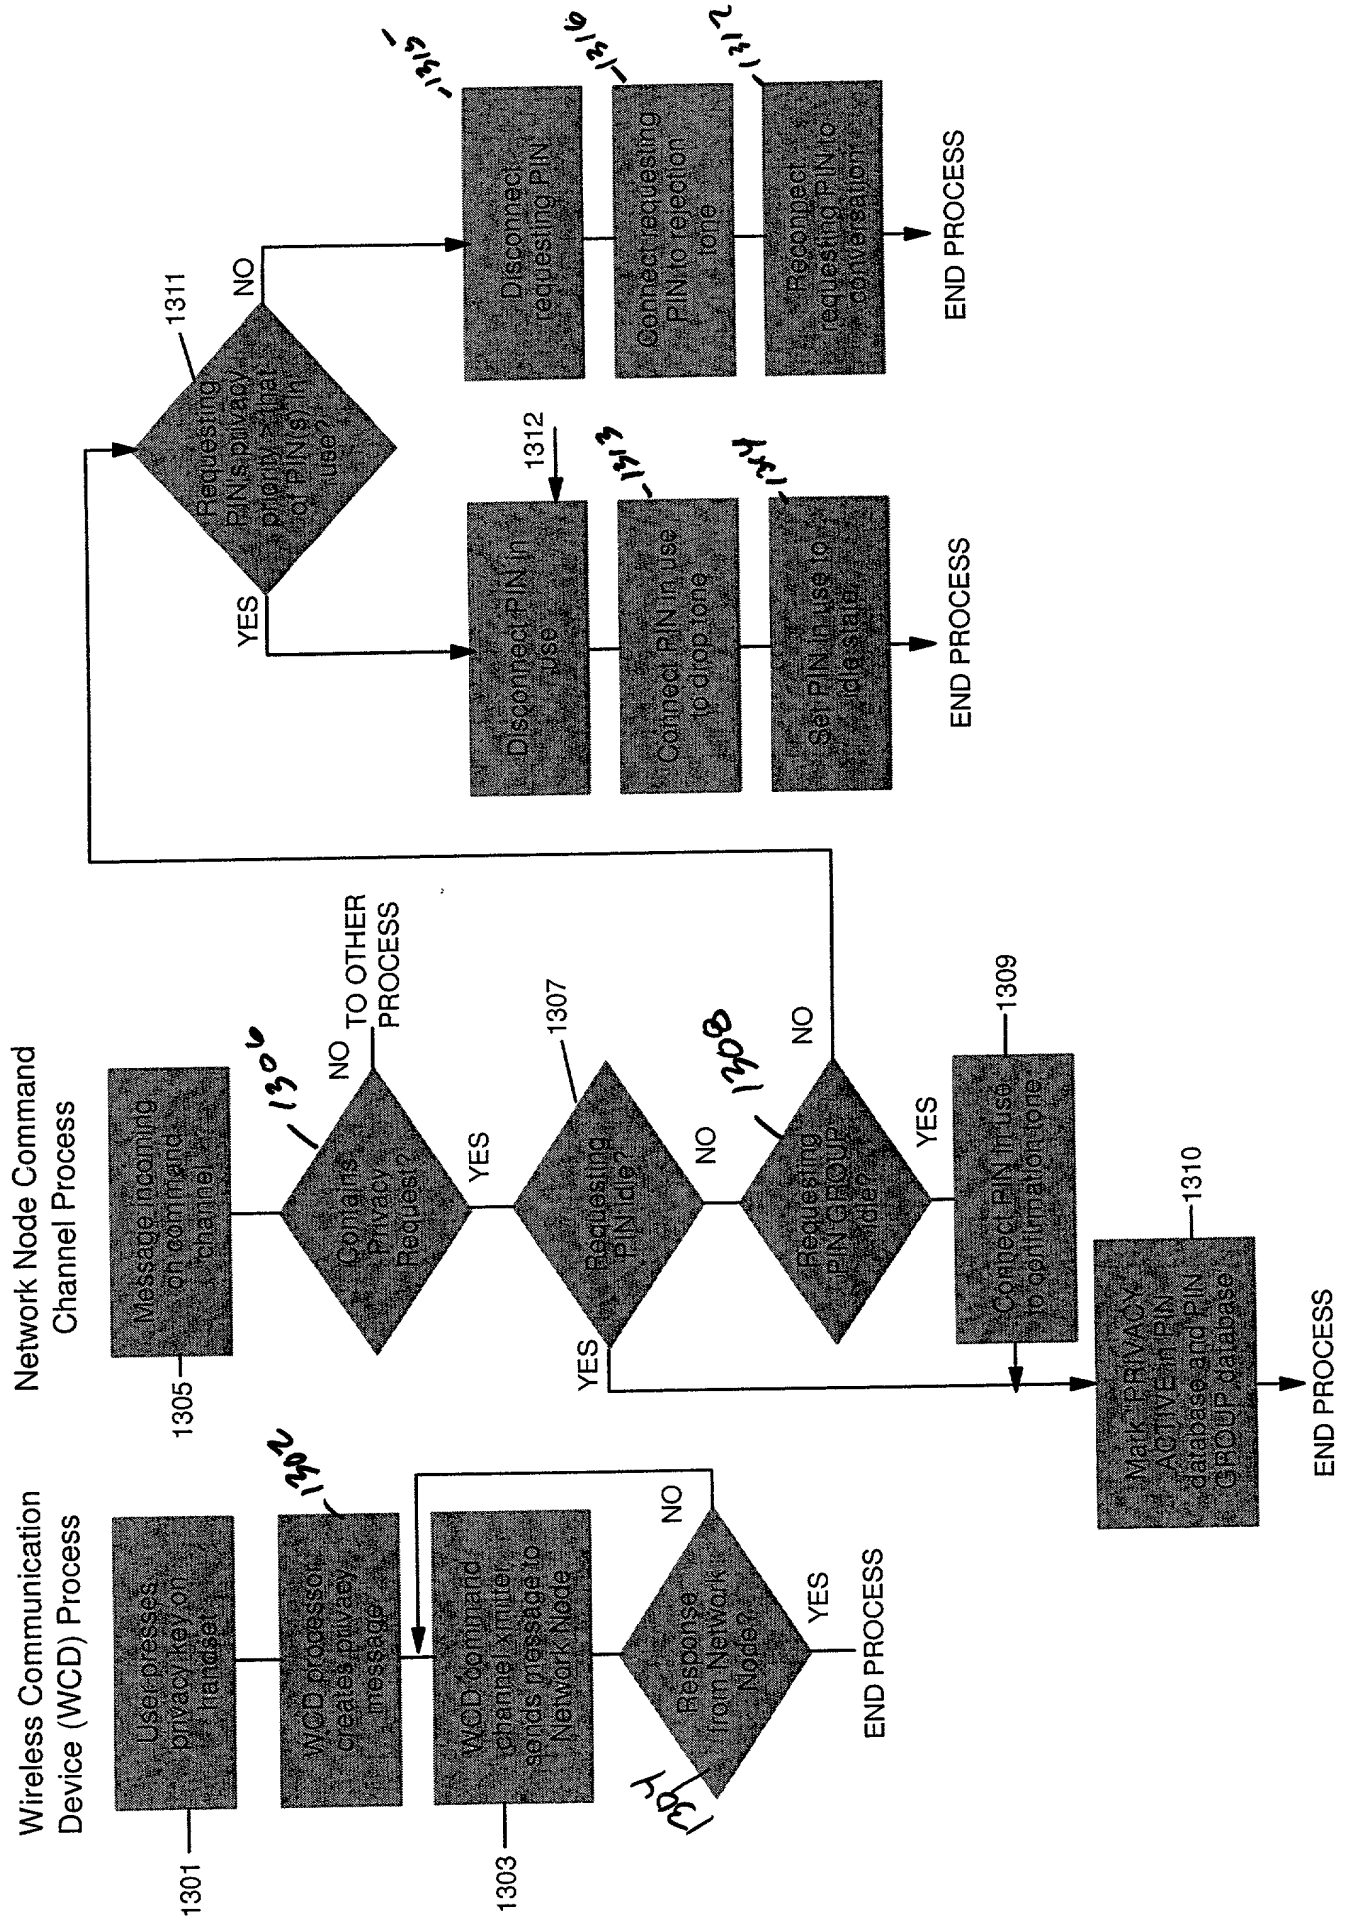 Wireless Communication
Device (WCD) Process
User presses
privacy key on
handset
1301
WCD processor
creates privacy
message
1302
WCD command
channel xmitter
sends message to
Network Node
1303
Response
from Network
Node?
1304
NO
YES
END PROCESS
Network Node Command
Channel Process
Message incoming
on command
channel
1305
Contains
Privacy
Request?
1306
NO
TO OTHER
PROCESS
YES
Requesting
PIN idle?
1307
YES
NO
Requesting
PIN GROUP
idle?
1308
NO
YES
Connect PIN in use
to confirmation tone
1309
Mark "PRIVACY
ACTIVE in PIN
database and PIN
GROUP database
1310
END PROCESS
Requesting
PIN's privacy
priority > that
of PIN(s) in
use?
1311
YES
NO
Disconnect PIN in
use
1312
Connect PIN in use
to drop tone
1313
Set PIN in use to
idle state
1314
END PROCESS
Disconnect
requesting PIN
1315
Connect requesting
PIN to rejection
tone
1316
Reconnect
requesting PIN to
conversation
1317
END PROCESS